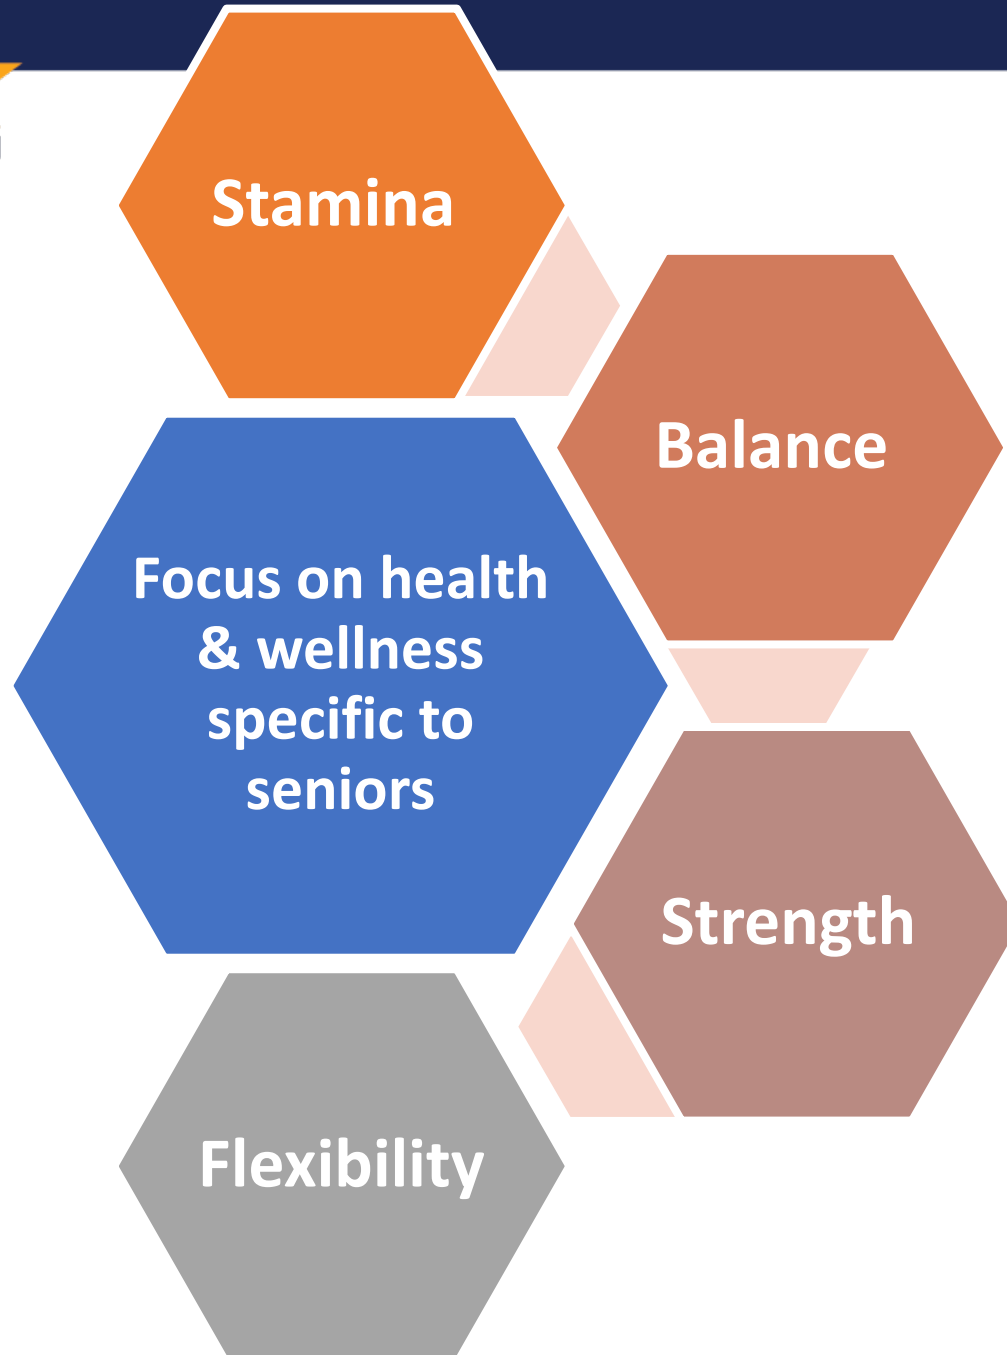 Stamina
Balance
Focus on health
& wellness
specific to
seniors
Strength
Flexibility